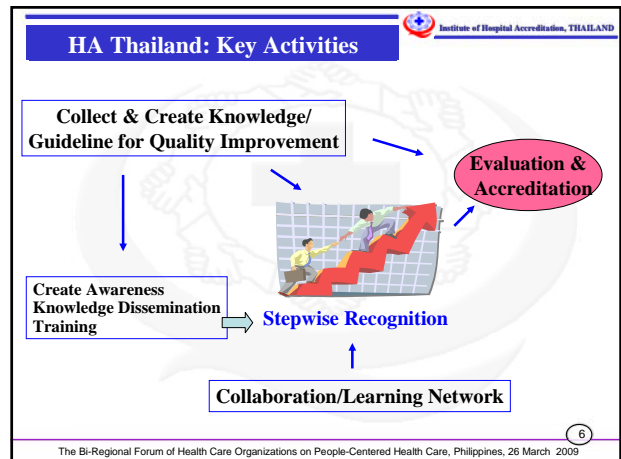 Institute of Hospital Accreditation, THAILAND
HA Thailand: Key Activities
Collect & Create Knowledge/
Guideline for Quality Improvement
Evaluation &
Accreditation
Create Awareness
Knowledge Dissemination
Training
Stepwise Recognition
Collaboration/Learning Network
6
The Bi-Regional Forum of Health Care Organizations on People-Centered Health Care, Philippines, 26 March 2009